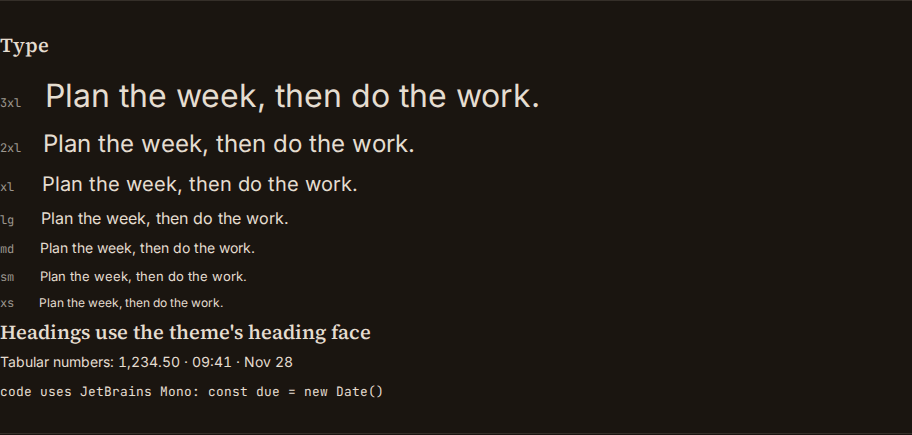 Type
3xl Plan the week, then do the work.
2xl Plan the week, then do the work.
xl Plan the week, then do the work.
lg Plan the week, then do the work.
md Plan the week, then do the work.
sm Plan the week, then do the work.
xs Plan the week, then do the work.
Headings use the theme's heading face
Tabular numbers: 1,234.50 · 09:41 · Nov 28
code uses JetBrains Mono: const due = new Date()